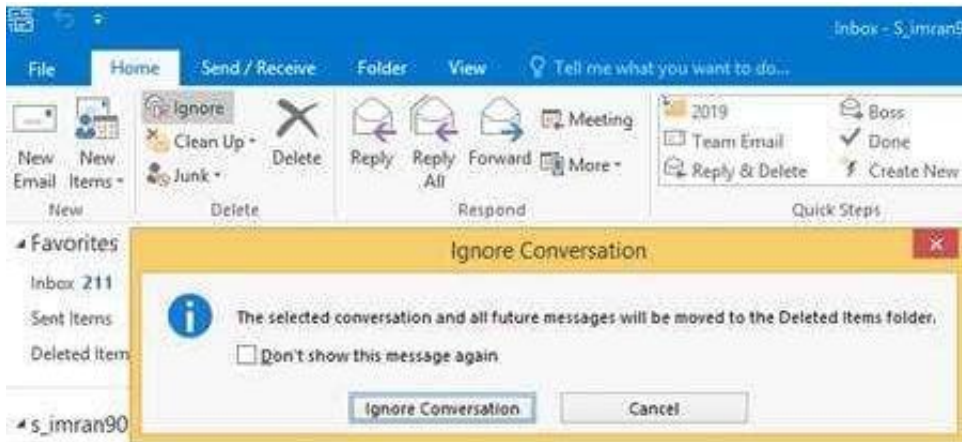 Inbox - S_imran9
File Home Send / Receive Folder View Tell me what you want to do...
New Email
New Items
Ignore
Clean Up
Junk
Delete
Reply
Reply All
Forward
Meeting
More
2019
Team Email
Reply & Delete
Boss
Done
Create New
New Delete Respond Quick Steps
Favorites
Inbox 211
Sent Items
Deleted Item
s_imran90
Ignore Conversation
The selected conversation and all future messages will be moved to the Deleted Items folder.
Don't show this message again
Ignore Conversation Cancel